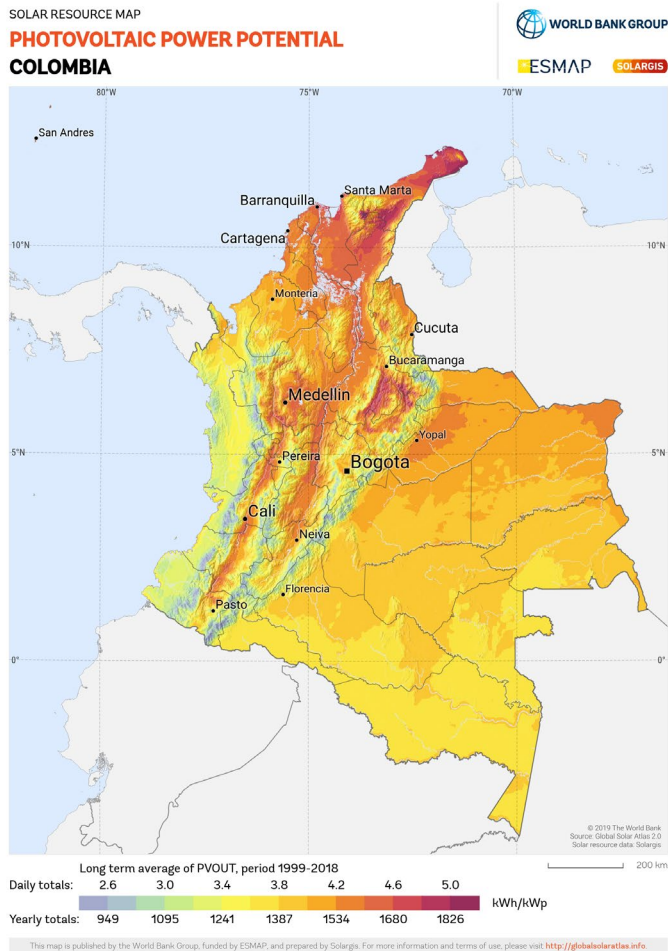 SOLAR RESOURCE MAP
PHOTOVOLTAIC POWER POTENTIAL
COLOMBIA
WORLD BANK GROUP
ESMAP
SOLARGIS
80°W
75°W
70°W
San Andres
Santa Marta
Barranquilla
Cartagena
10°N
10°N
Monteria
Cucuta
Bucaramanga
Medellin
Yopal
5°N
5°N
Pereira
Bogota
Cali
Neiva
Florencia
Pasto
0°
0°
© 2019 The World Bank
Source: Global Solar Atlas 2.0
Solar resource data: Solargis
200 km
Long term average of PVOUT, period 1999-2018
Daily totals: 2.6 3.0 3.4 3.8 4.2 4.6 5.0
kWh/kWp
Yearly totals: 949 1095 1241 1387 1534 1680 1826
This map is published by the World Bank Group, funded by ESMAP, and prepared by Solargis. For more information and terms of use, please visit http://globalsolaratlas.info.